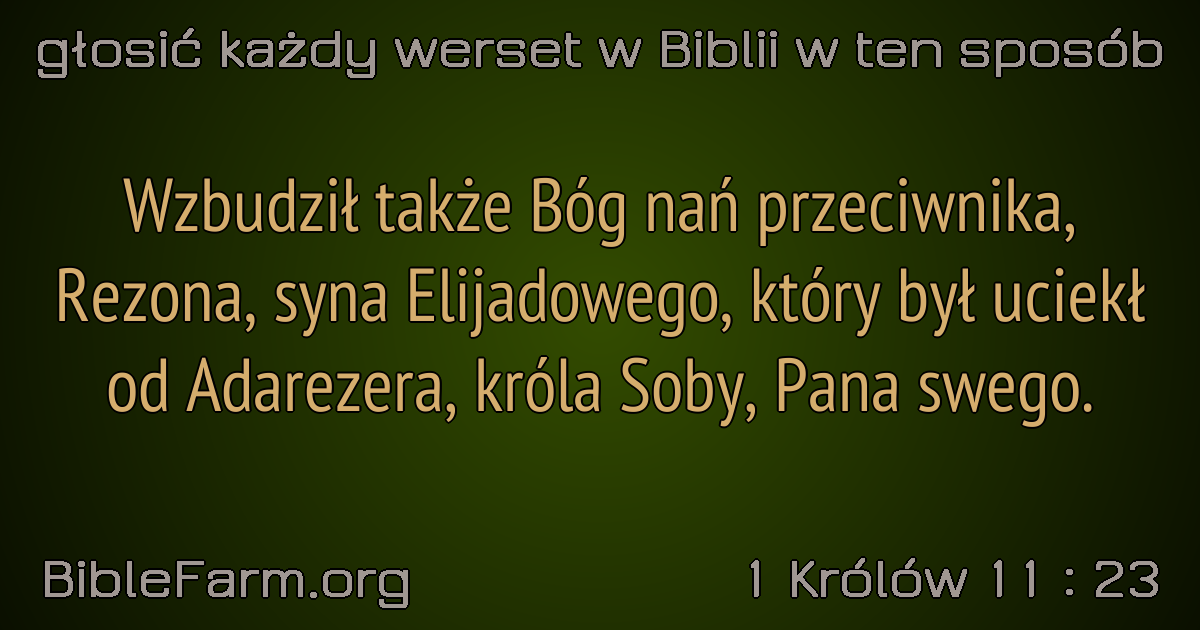 głosić każdy werset w Biblii w ten sposób
Wzbudził także Bóg nań przeciwnika,
Rezona, syna Elijadowego, który był uciekł
od Adarezera, króla Soby, Pana swego.
BibleFarm.org
1 Królów 11 : 23